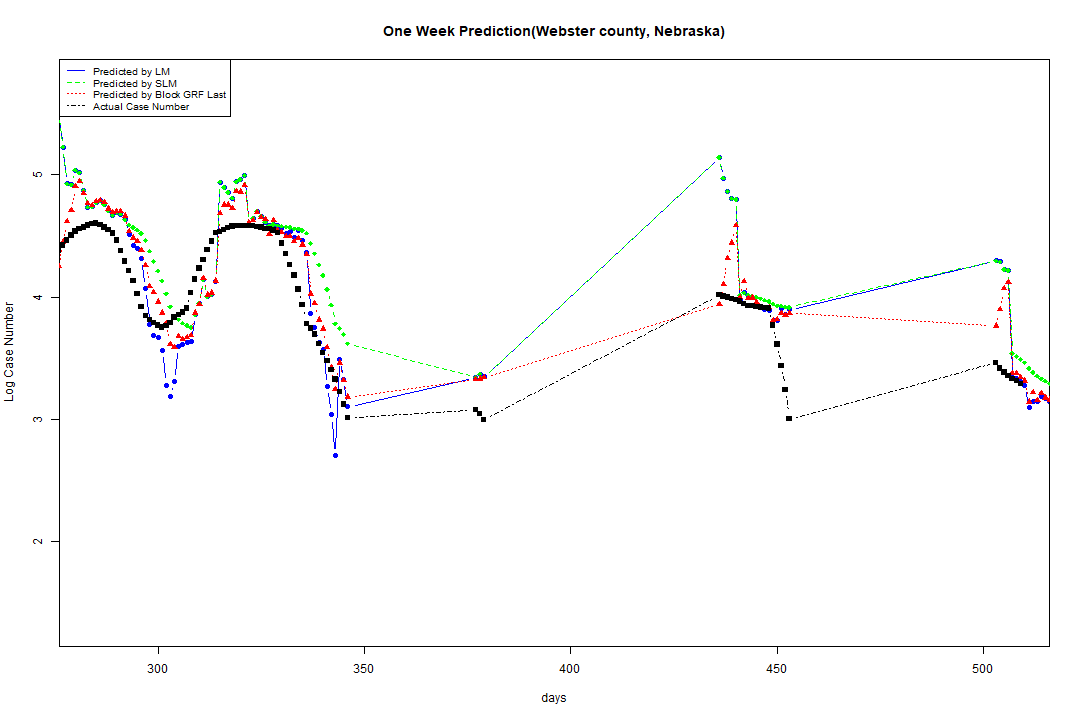 One Week Prediction(Webster county, Nebraska)
Predicted by LM
Predicted by SLM
Predicted by Block GRF Last
Actual Case Number
5
4
3
2
Log Case Number
300
350
400
450
500
days